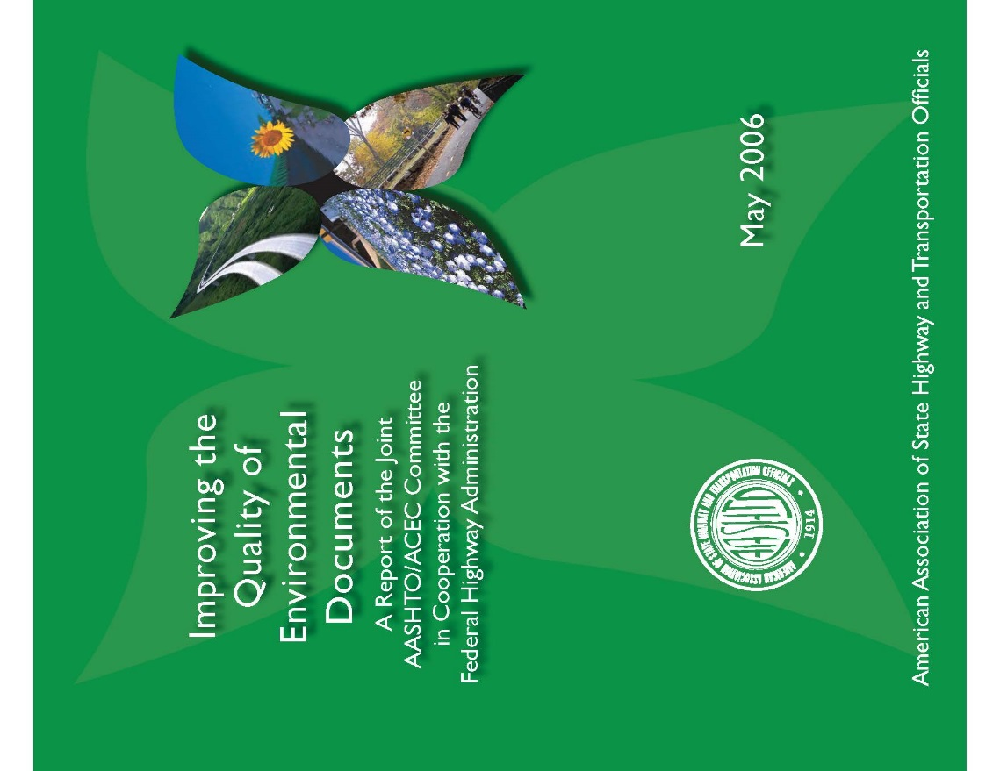 Improving the
Quality of
Environmental
Documents
A Report of the Joint
AASHTO/ACEC Committee
in Cooperation with the
Federal Highway Administration
May 2006
AMERICAN ASSOCIATION OF STATE HIGHWAY AND TRANSPORTATION OFFICIALS
AASHTO
1914
American Association of State Highway and Transportation Officials